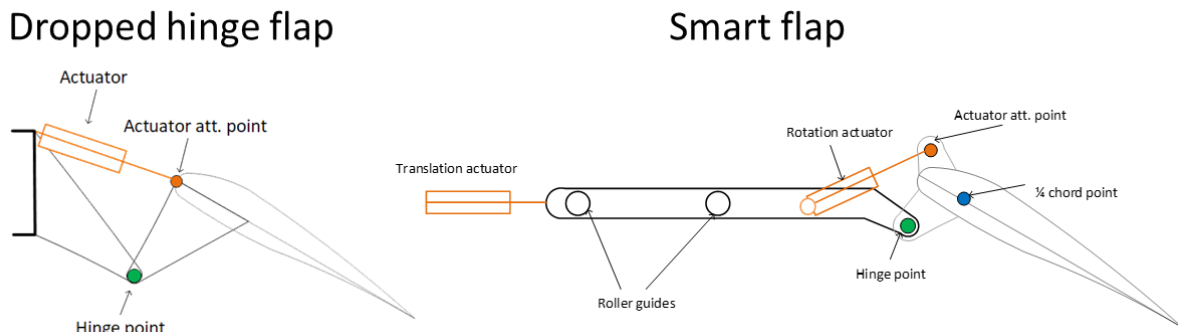 Dropped hinge flap
Actuator
Actuator att. point
Hinge point
Smart flap
Actuator att. point
Rotation actuator
Translation actuator
¼ chord point
Hinge point
Roller guides